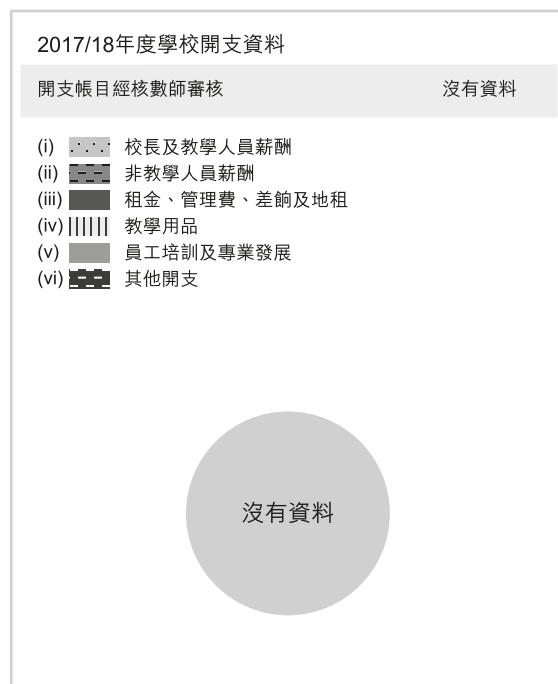 2017/18年度學校開支資料
開支帳目經核數師審核 沒有資料
(i) 校長及教學人員薪酬
(ii) 非教學人員薪酬
(iii) 租金、管理費、差餉及地租
(iv) 教學用品
(v) 員工培訓及專業發展
(vi) 其他開支
沒有資料